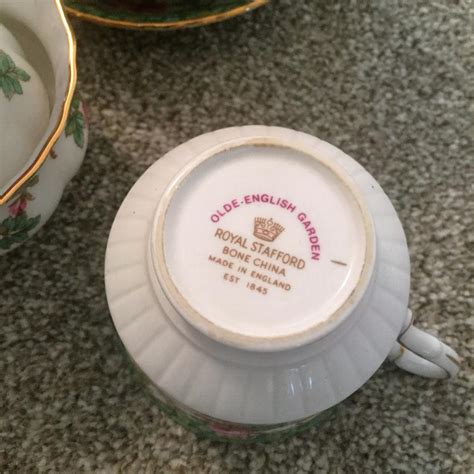 OLDE·ENGLISH GARDEN
ROYAL STAFFORD
BONE CHINA
MADE IN ENGLAND
EST 1845